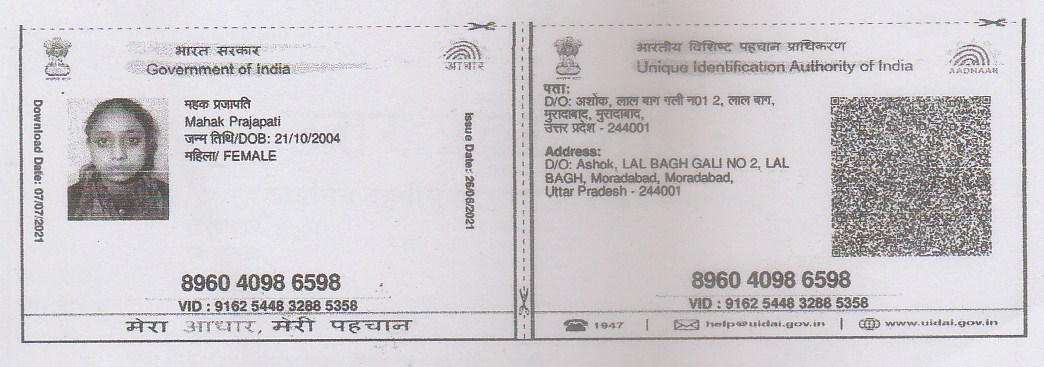 भारत सरकार
Government of India
आधार
Download Date: 07/07/2021
महक प्रजापति
Mahak Prajapati
जन्म तिथि/DOB: 21/10/2004
महिला/ FEMALE
Issue Date: 26/06/2021
8960 4098 6598
VID : 9162 5448 3288 5358
मेरा आधार, मेरी पहचान
भारतीय विशिष्ट पहचान प्राधिकरण
Unique Identification Authority of India
AADHAAR
पता:
D/O: अशोक, लाल बाग गली न01 2, लाल बाग,
मुरादाबाद, मुरादाबाद,
उत्तर प्रदेश - 244001
Address:
D/O: Ashok, LAL BAGH GALI NO 2, LAL
BAGH, Moradabad, Moradabad,
Uttar Pradesh - 244001
8960 4098 6598
VID : 9162 5448 3288 5358
1947 | help@uidai.gov.in | www.uidai.gov.in